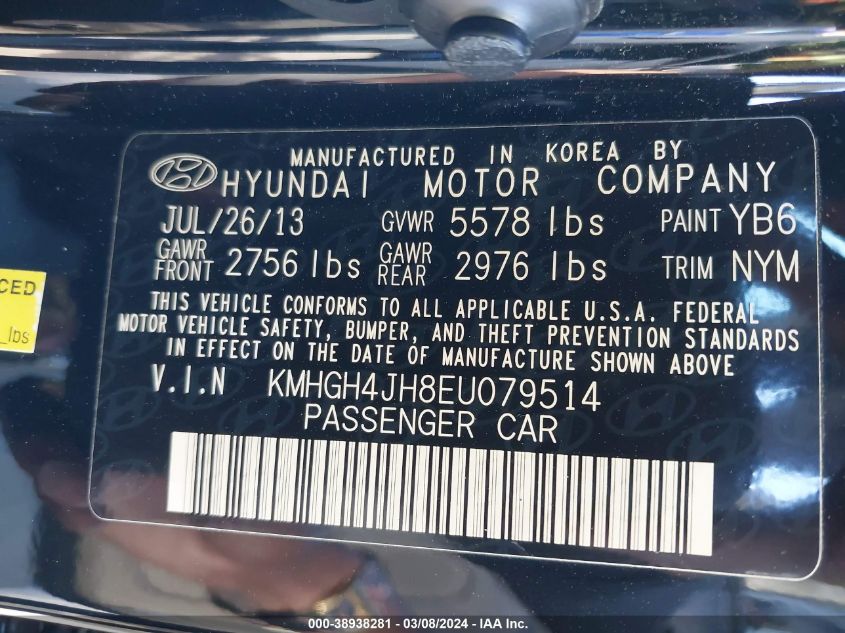 MANUFACTURED IN KOREA BY
HYUNDAI MOTOR COMPANY
JUL/26/13 GVWR 5578 lbs PAINT YB6
GAWR FRONT 2756 lbs GAWR REAR 2976 lbs TRIM NYM
THIS VEHICLE CONFORMS TO ALL APPLICABLE U.S.A. FEDERAL
MOTOR VEHICLE SAFETY, BUMPER, AND THEFT PREVENTION STANDARDS
IN EFFECT ON THE DATE OF MANUFACTURE SHOWN ABOVE
V.I.N KMHGH4JH8EU079514
PASSENGER CAR
CED
lbs
000-38938281 - 03/08/2024 - IAA Inc.